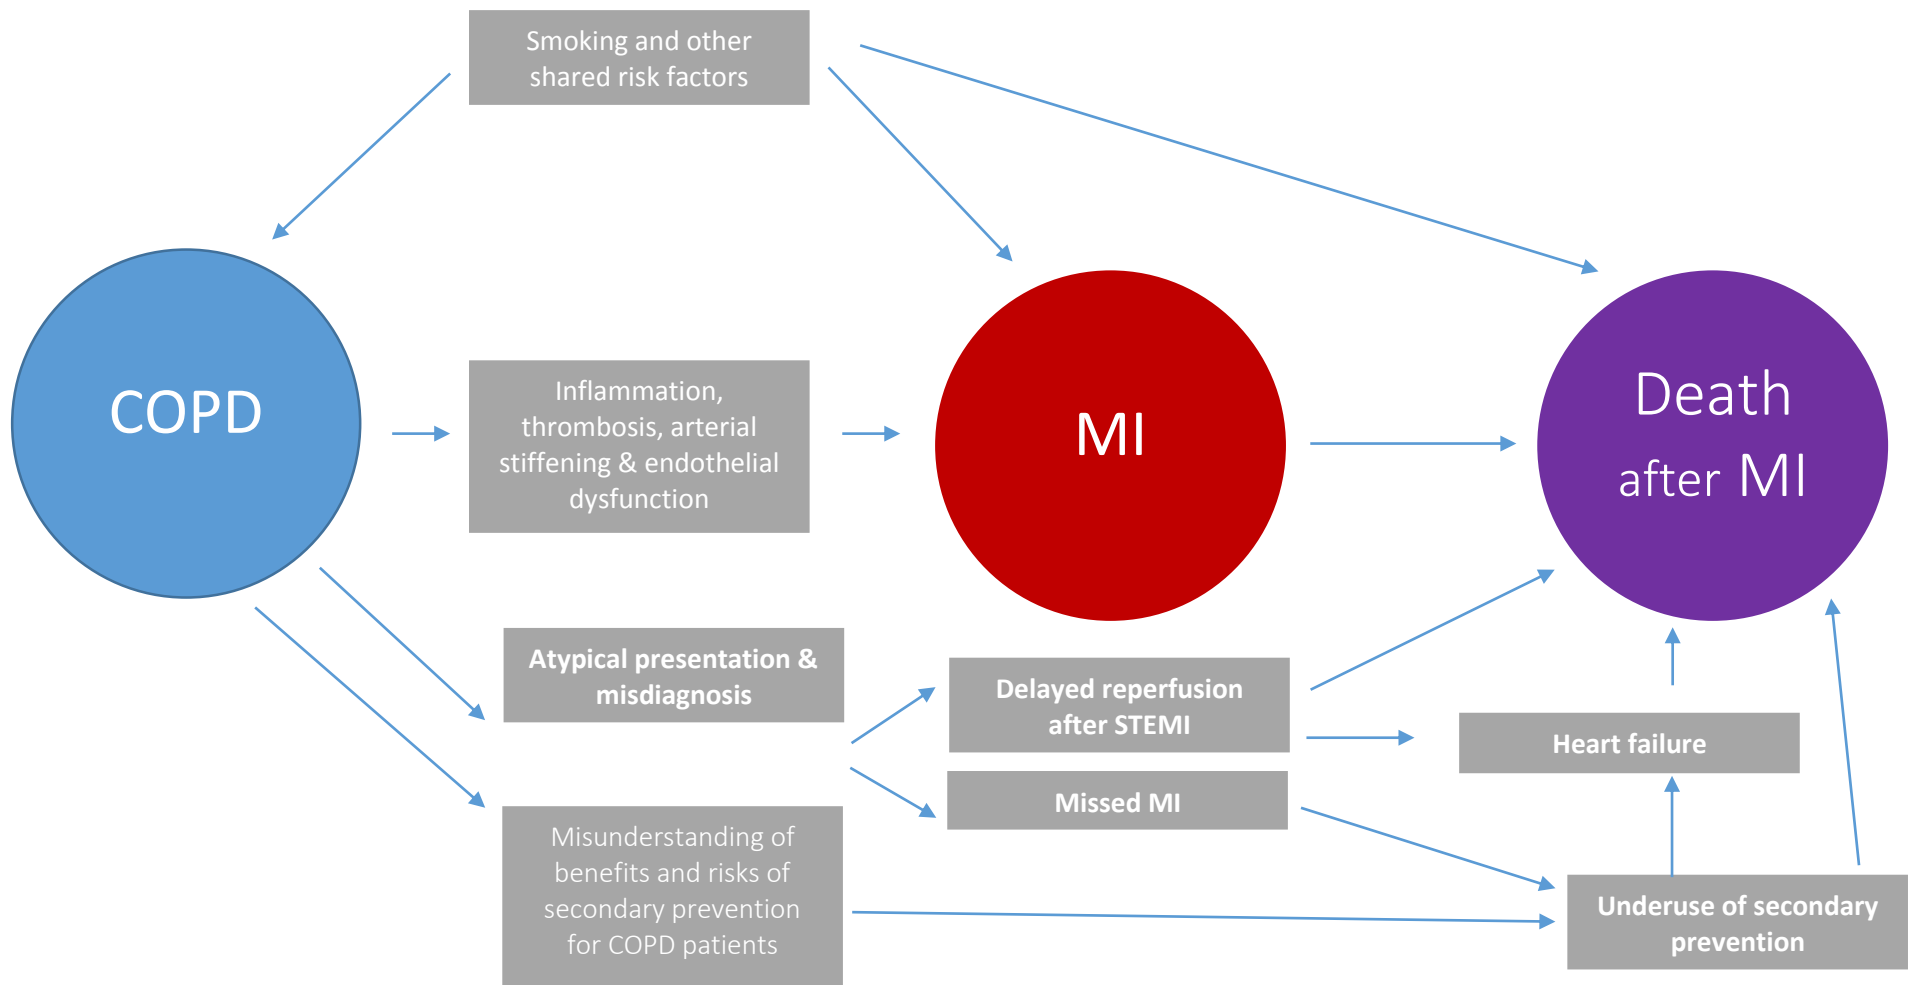 Smoking and other
shared risk factors
COPD
Inflammation,
thrombosis, arterial
stiffening & endothelial
dysfunction
MI
Death
after MI
Atypical presentation &
misdiagnosis
Delayed reperfusion
after STEMI
Heart failure
Missed MI
Misunderstanding of
benefits and risks of
secondary prevention
for COPD patients
Underuse of secondary
prevention